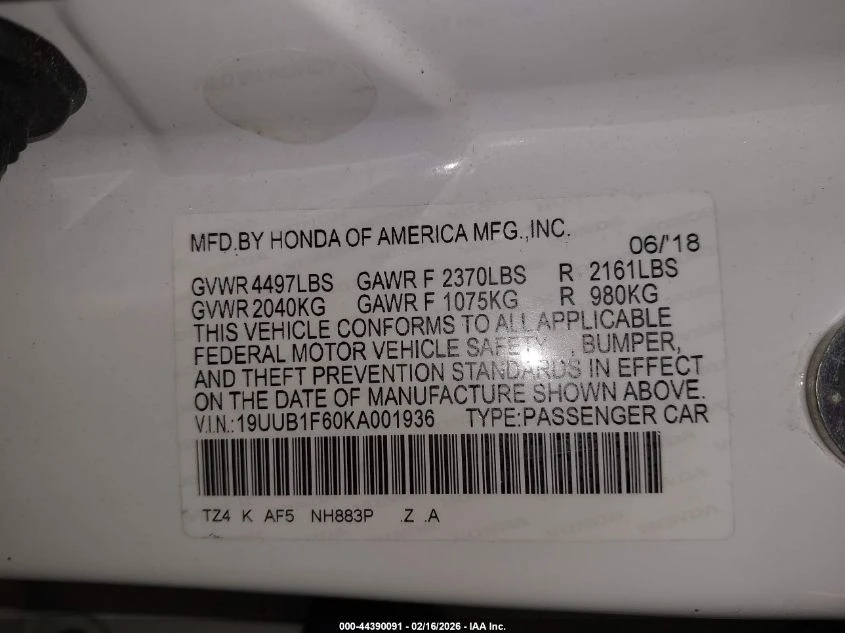 MFD.BY HONDA OF AMERICA MFG.,INC. 06/'18
GVWR 4497LBS GAWR F 2370LBS R 2161LBS
GVWR 2040KG GAWR F 1075KG R 980KG
THIS VEHICLE CONFORMS TO ALL APPLICABLE
FEDERAL MOTOR VEHICLE SAFETY, BUMPER,
AND THEFT PREVENTION STANDARDS IN EFFECT
ON THE DATE OF MANUFACTURE SHOWN ABOVE.
V.I.N.:19UUB1F60KA001936 TYPE:PASSENGER CAR
TZ4 K AF5 NH883P .Z .A
000-44390091 - 02/16/2026 - IAA Inc.